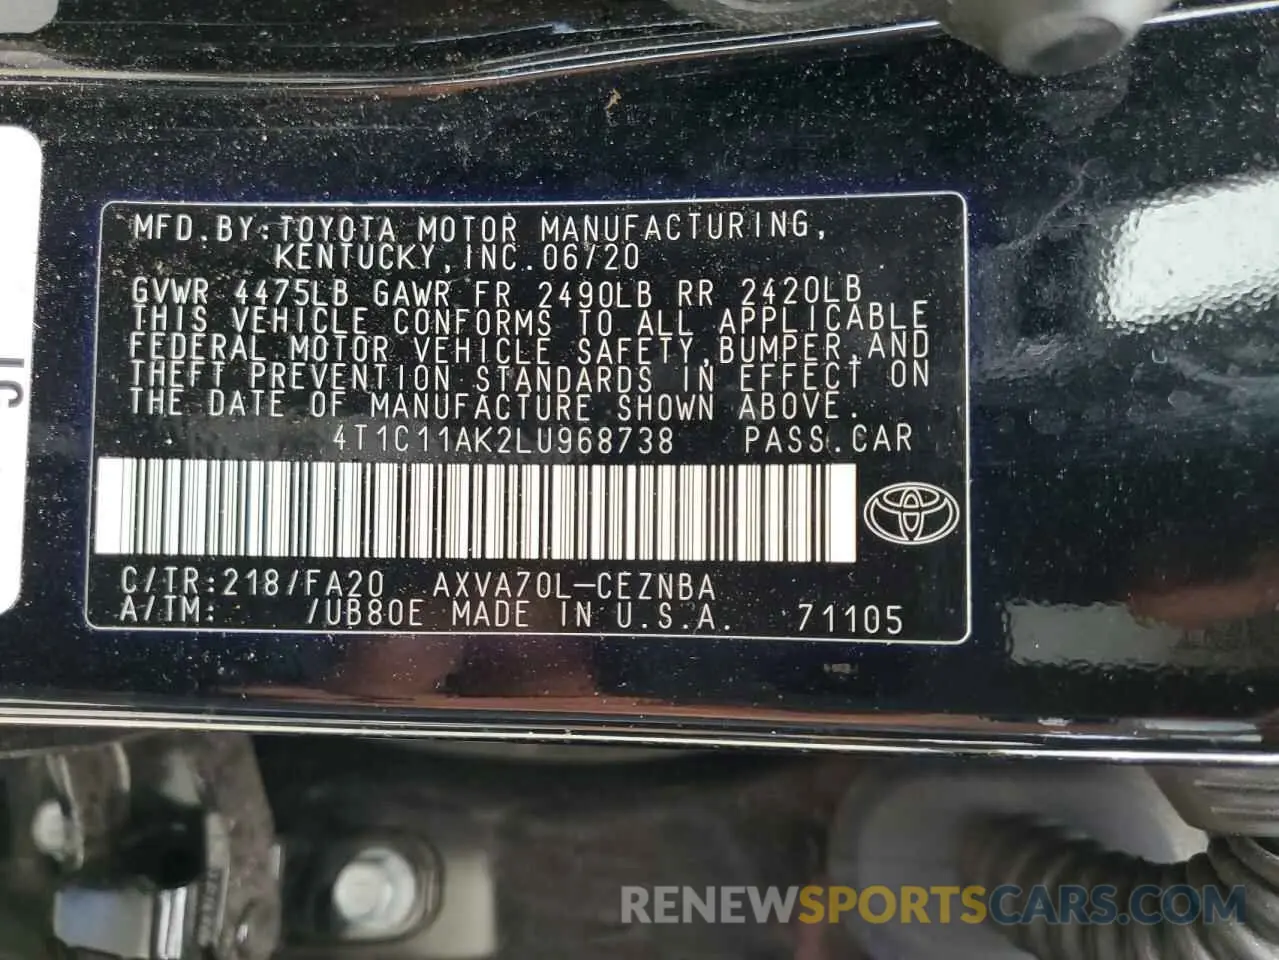 MFD.BY:TOYOTA MOTOR MANUFACTURING,
KENTUCKY,INC.06/20
GVWR 4475LB GAWR FR 2490LB RR 2420LB
THIS VEHICLE CONFORMS TO ALL APPLICABLE
FEDERAL MOTOR VEHICLE SAFETY,BUMPER,AND
THEFT PREVENTION STANDARDS IN EFFECT ON
THE DATE OF MANUFACTURE SHOWN ABOVE.
4T1C11AK2LU968738 PASS.CAR
C/TR:218/FA20 AXVA70L-CEZNBA
A/TM: /UB80E MADE IN U.S.A. 71105
RENEWSPORTSCARS.COM